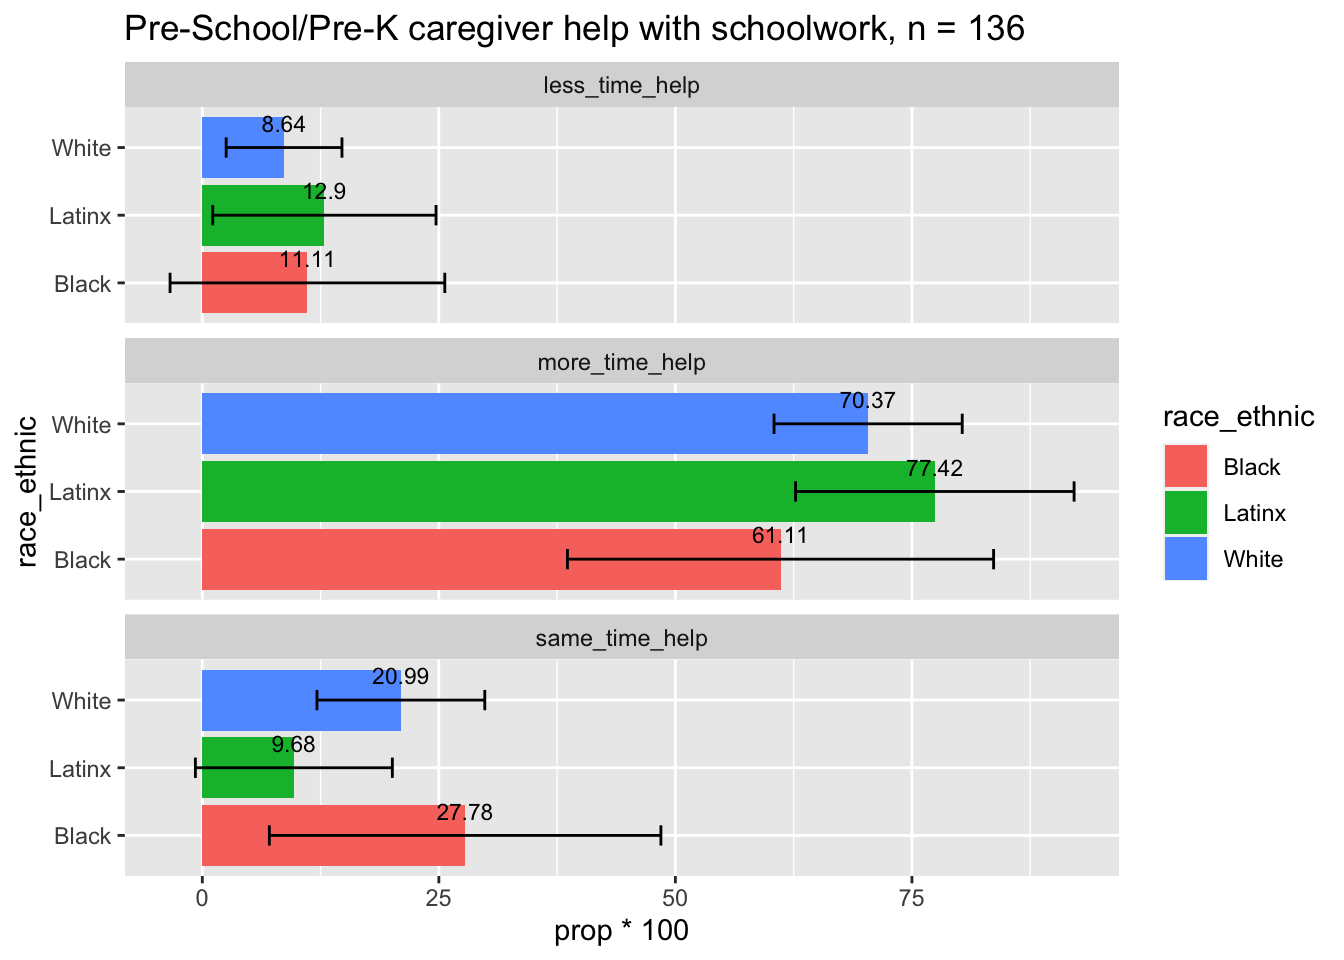 Pre-School/Pre-K caregiver help with schoolwork, n = 136
less_time_help
White
8.64
Latinx
12.9
Black
11.11
more_time_help
White
70.37
Latinx
77.42
Black
61.11
same_time_help
White
20.99
Latinx
9.68
Black
27.78
0 25 50 75
prop * 100
race_ethnic
race_ethnic
Black
Latinx
White